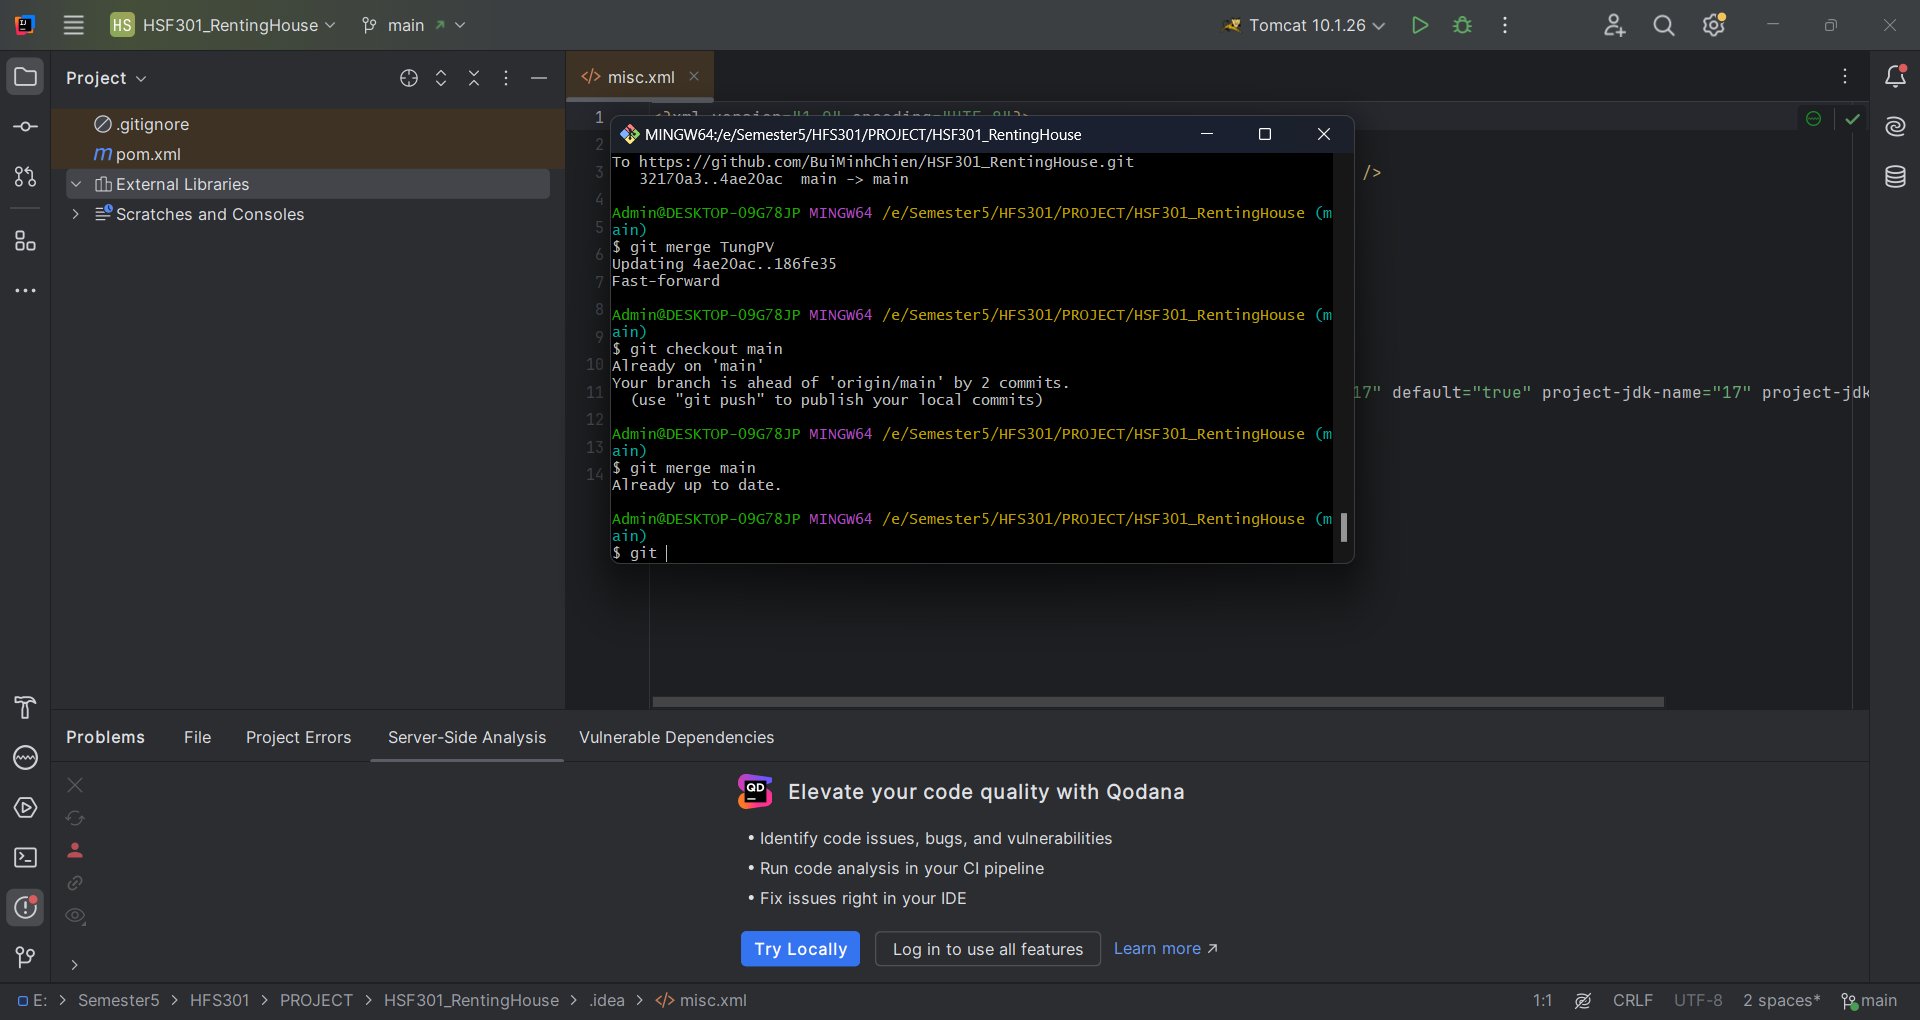 HS HSF301_RentingHouse main Tomcat 10.1.26
Project
misc.xml
.gitignore
m pom.xml
External Libraries
Scratches and Consoles
1
2
3 />
4
5
6
7
8
9
10
11 17" default="true" project-jdk-name="17" project-jdk
12
13
14
MINGW64:/e/Semester5/HFS301/PROJECT/HSF301_RentingHouse
To https://github.com/BuiMinhChien/HSF301_RentingHouse.git
32170a3..4ae20ac main -> main
Admin@DESKTOP-09G78JP MINGW64 /e/Semester5/HFS301/PROJECT/HSF301_RentingHouse (m
ain)
$ git merge TungPV
Updating 4ae20ac..186fe35
Fast-forward
Admin@DESKTOP-09G78JP MINGW64 /e/Semester5/HFS301/PROJECT/HSF301_RentingHouse (m
ain)
$ git checkout main
Already on 'main'
Your branch is ahead of 'origin/main' by 2 commits.
(use "git push" to publish your local commits)
Admin@DESKTOP-09G78JP MINGW64 /e/Semester5/HFS301/PROJECT/HSF301_RentingHouse (m
ain)
$ git merge main
Already up to date.
Admin@DESKTOP-09G78JP MINGW64 /e/Semester5/HFS301/PROJECT/HSF301_RentingHouse (m
ain)
$ git
Problems File Project Errors Server-Side Analysis Vulnerable Dependencies
QD Elevate your code quality with Qodana
• Identify code issues, bugs, and vulnerabilities
• Run code analysis in your CI pipeline
• Fix issues right in your IDE
Try Locally Log in to use all features Learn more ↗
E: > Semester5 > HFS301 > PROJECT > HSF301_RentingHouse > .idea > misc.xml 1:1 CRLF UTF-8 2 spaces* main